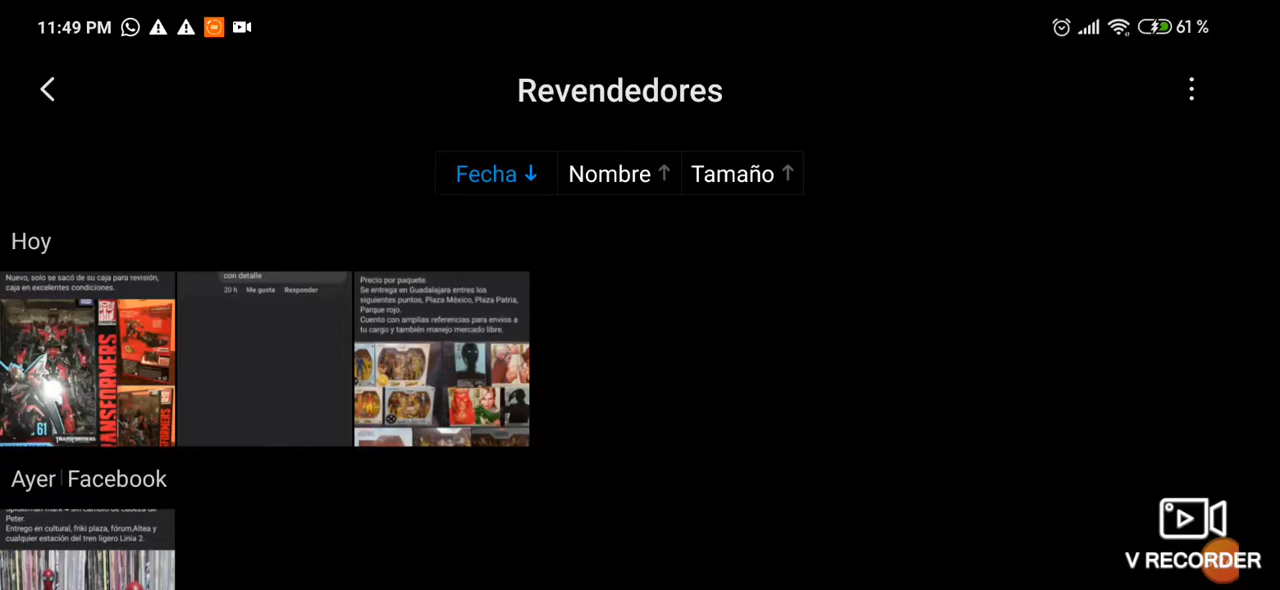 11:49 PM
61 %
Revendedores
Fecha
Nombre
Tamaño
Hoy
Nuevo, solo se sacó de su caja para revisión,
caja en excelentes condiciones.
TRANSFORMERS
61
TRANSFORMERS
con detalle
20 h Me gusta Responder
Precio por paquete.
Se entrega en Guadalajara entres los
siguientes puntos, Plaza México, Plaza Patria,
Parque rojo.
Cuento con amplias referencias para envios a
tu cargo y también manejo mercado libre.
Ayer Facebook
Peter.
Entrego en cultural, friki plaza, fórum,Altea y
cualquier estación del tren ligero Linia 2.
V RECORDER